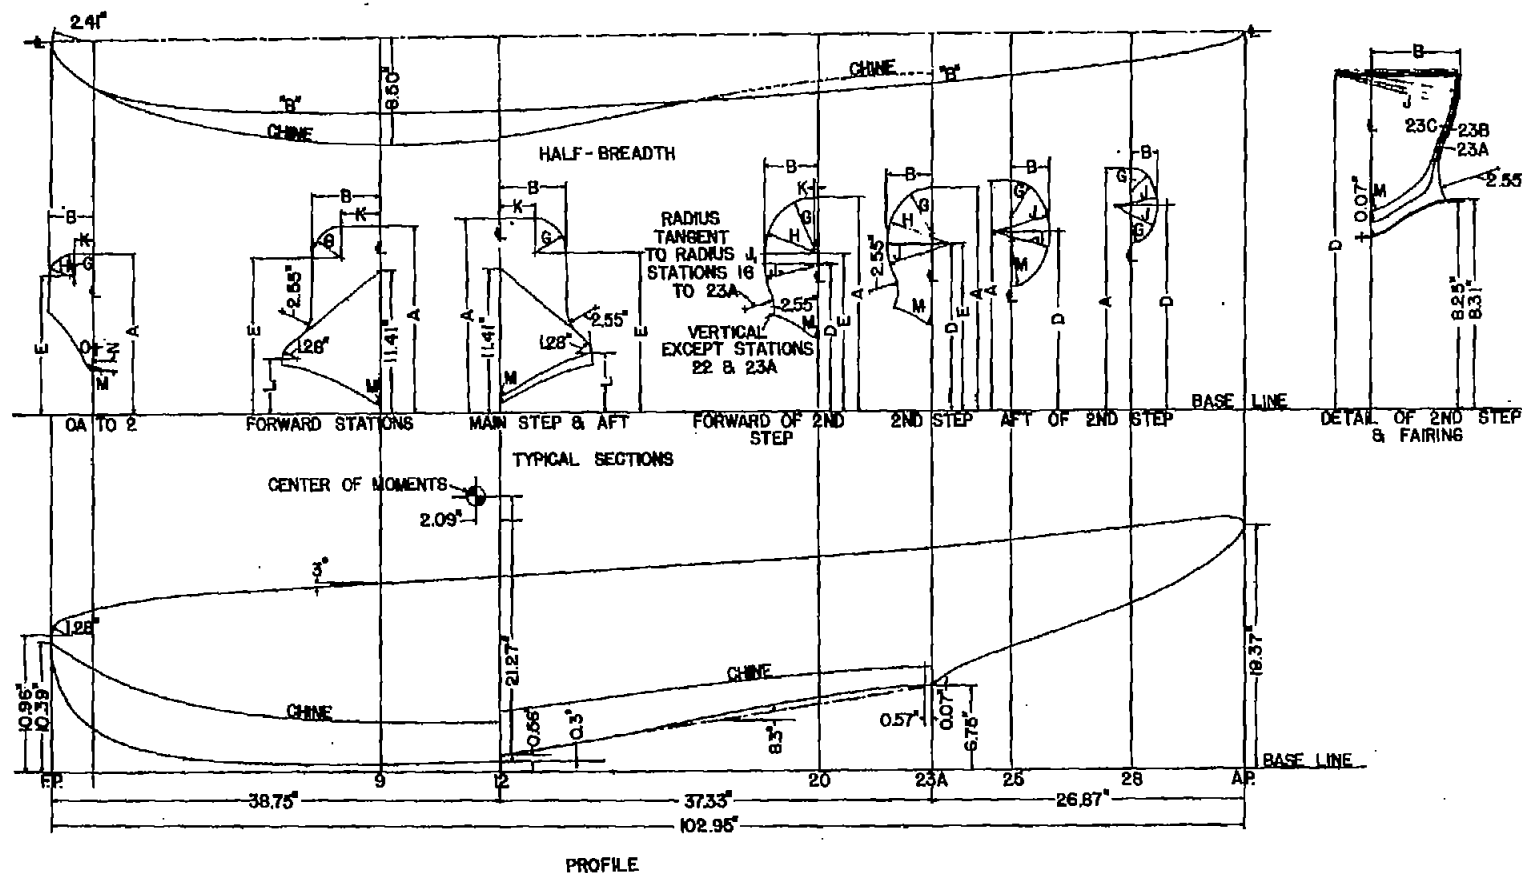 2.41"
8.50"
CHINE
"B"
"B"
CHINE
HALF-BREADTH
B
B
B
B
B
B
B
B
K
K
K
K
G
G
G
G
G
G
G
H
H
H
J
J
J
J
J
J
J
23C
23B
23A
2.55
0.07"
M
D
8.25"
8.31"
RADIUS
TANGENT
TO RADIUS J,
STATIONS 16
TO 23A
2.55"
VERTICAL
EXCEPT STATIONS
22 & 23A
2.55"
2.55"
2.55"
1.28"
1.28"
11.41"
11.41"
E
O
N
M
A
E
L
M
A
A
M
L
E
M
D
E
A
M
A
D
E
A
M
D
A
D
BASE LINE
OA TO 2
FORWARD STATIONS
MAIN STEP & AFT
FORWARD OF 2ND
STEP
2ND STEP
AFT OF 2ND STEP
DETAIL OF 2ND STEP
& FAIRING
TYPICAL SECTIONS
CENTER OF MOMENTS
2.09"
3°
1.28"
21.27"
10.96"
10.39"
CHINE
CHINE
0.56"
0.3°
8.3°
0.57"
0.07"
6.75"
19.37"
BASE LINE
F.P.
9
12
20
23A
26
28
A.P.
38.75"
37.33"
26.87"
102.95"
PROFILE